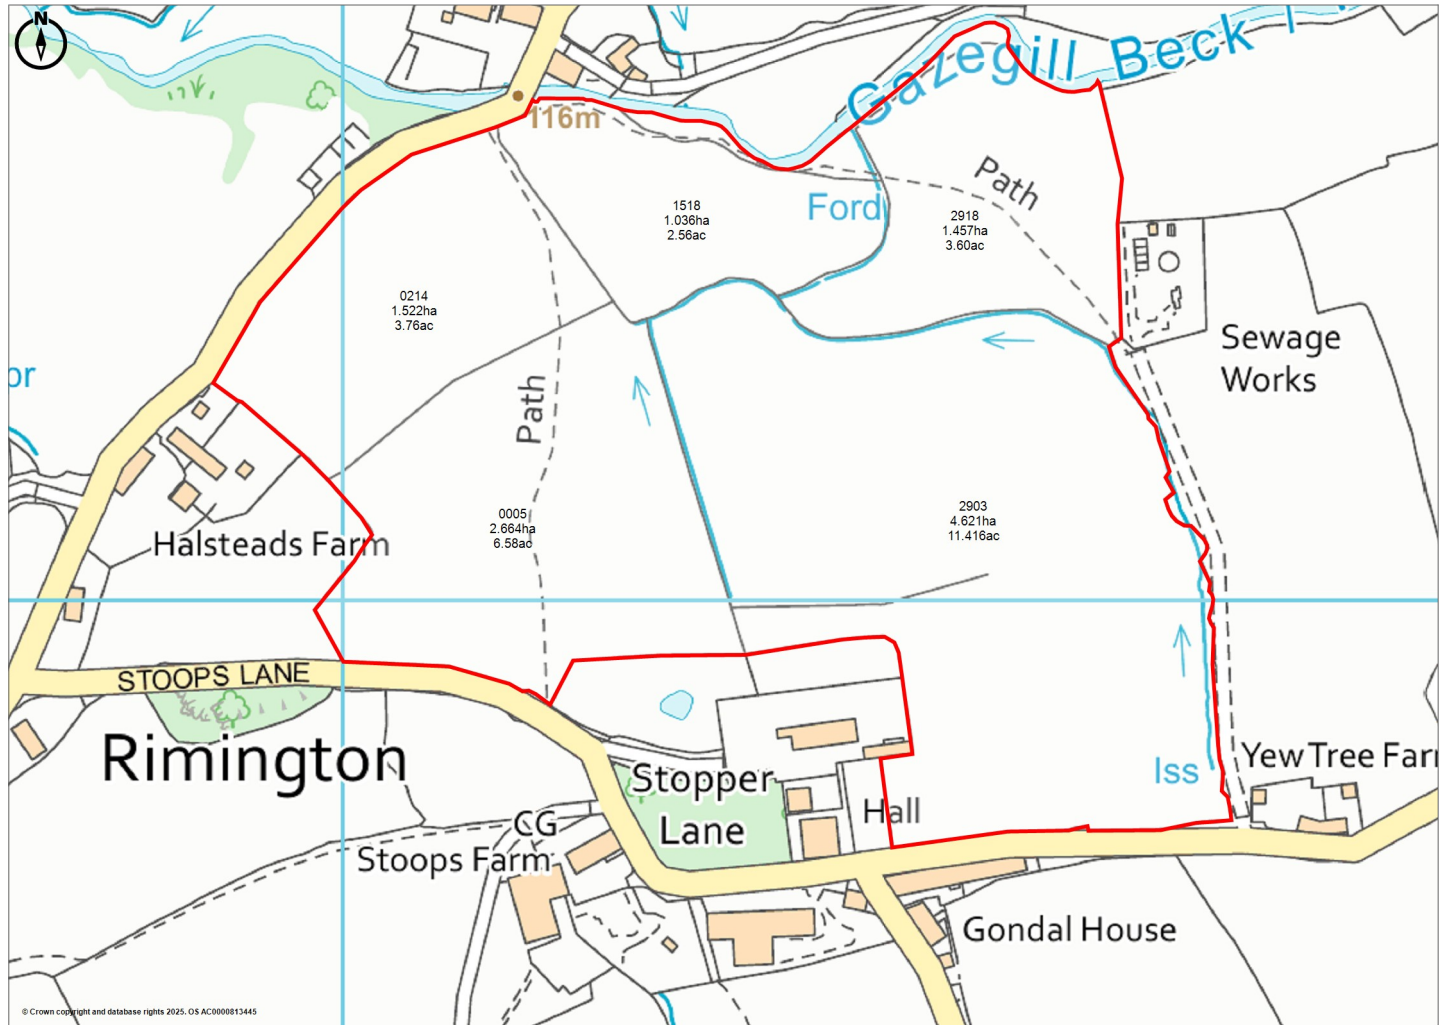 N
Gazegill Beck
116m
Path
1518
1.036ha
2.56ac
Ford
2918
1.457ha
3.60ac
0214
1.522ha
3.76ac
Sewage
Works
Path
0005
2.664ha
6.58ac
2903
4.621ha
11.416ac
Halsteads Farm
STOOPS LANE
Rimington
Stopper
Lane
Iss
Yew Tree Farm
Hall
CG
Stoops Farm
Gondal House
© Crown copyright and database rights 2025. OS AC0000813445